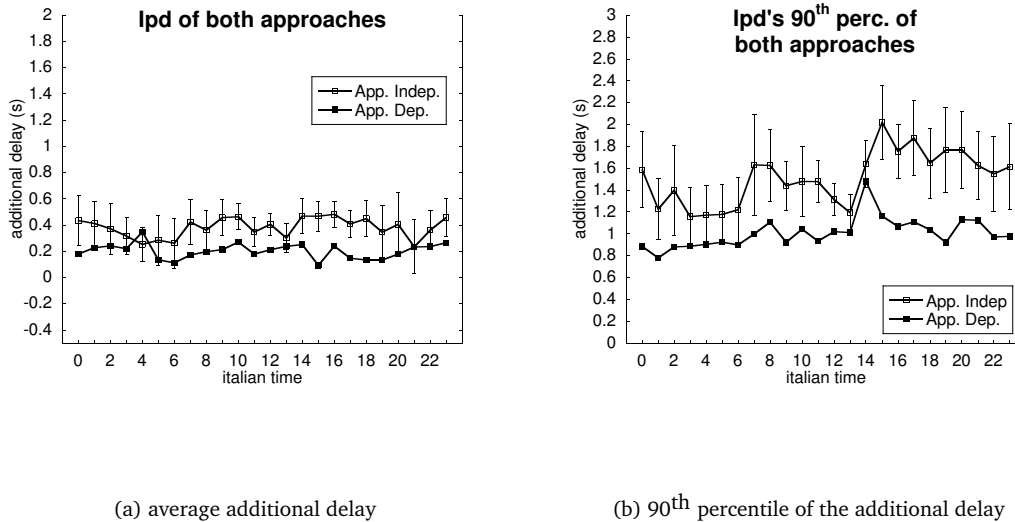 Ipd of both approaches
additional delay (s)
2
1.8
1.6
1.4
1.2
1
0.8
0.6
0.4
0.2
0
-0.2
-0.4
App. Indep.
App. Dep.
0 2 4 6 8 10 12 14 16 18 20 22
italian time
(a) average additional delay
Ipd's 90th perc. of
both approaches
additional delay (s)
3
2.8
2.6
2.4
2.2
2
1.8
1.6
1.4
1.2
1
0.8
0.6
0.4
0.2
0
App. Indep
App. Dep.
0 2 4 6 8 10 12 14 16 18 20 22
italian time
(b) 90th percentile of the additional delay